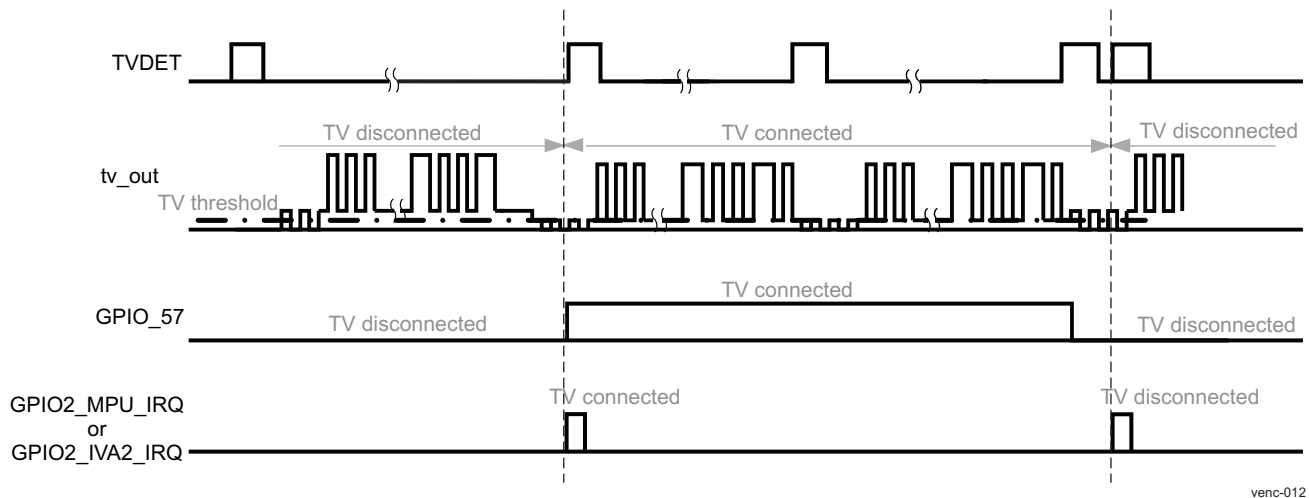 TVDET
TV disconnected
TV connected
TV disconnected
tv_out
TV threshold
TV connected
GPIO_57
TV disconnected
TV disconnected
TV connected
TV disconnected
GPIO2_MPU_IRQ
or
GPIO2_IVA2_IRQ
venc-012